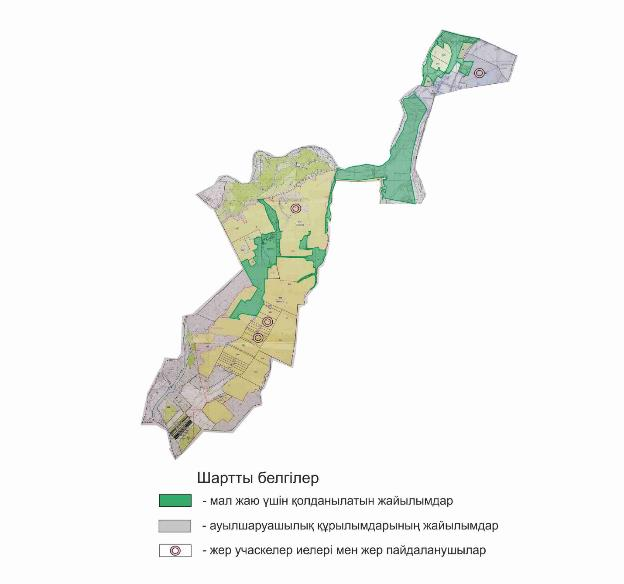 Шартты белгілер
- мал жаю үшін қолданылатын жайылымдар
- ауылшаруашылық құрылымдарының жайылымдар
- жер учаскелер иелері мен жер пайдаланушылар